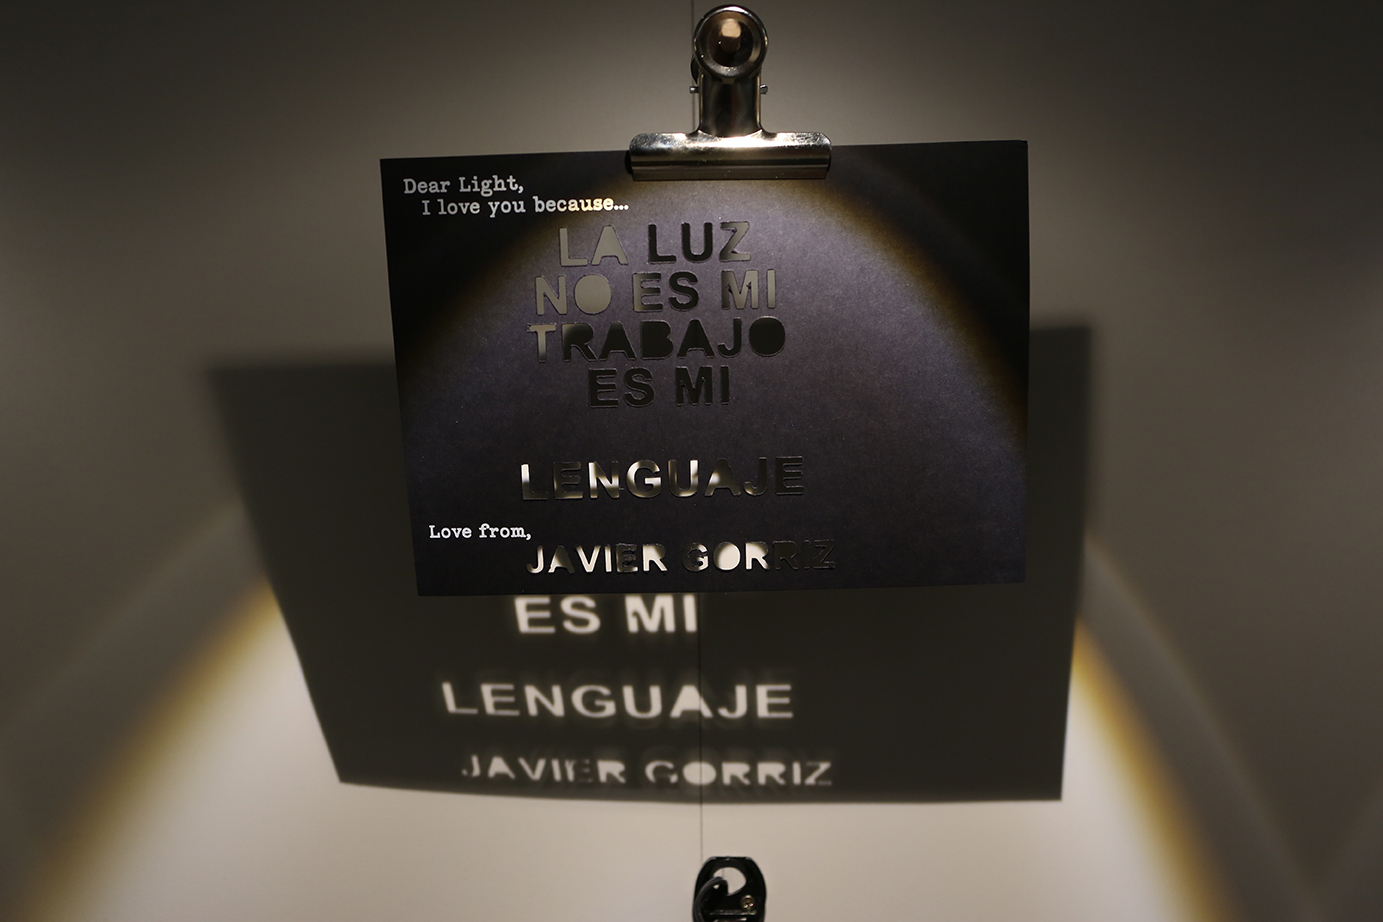 Dear Light,
I love you because...
LA LUZ
NO ES MI
TRABAJO
ES MI
LENGUAJE
Love from,
JAVIER GORRIZ
ES MI
LENGUAJE
JAVIER GORRIZ